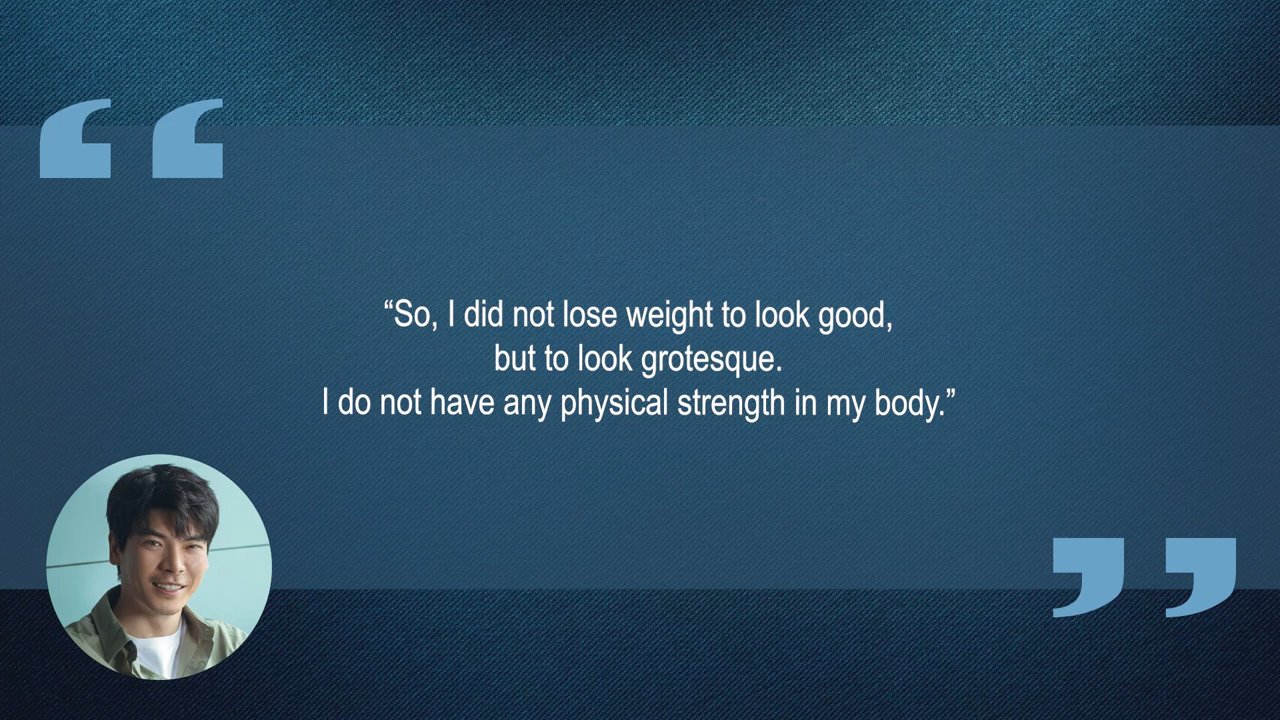 “So, I did not lose weight to look good,
but to look grotesque.
I do not have any physical strength in my body.”